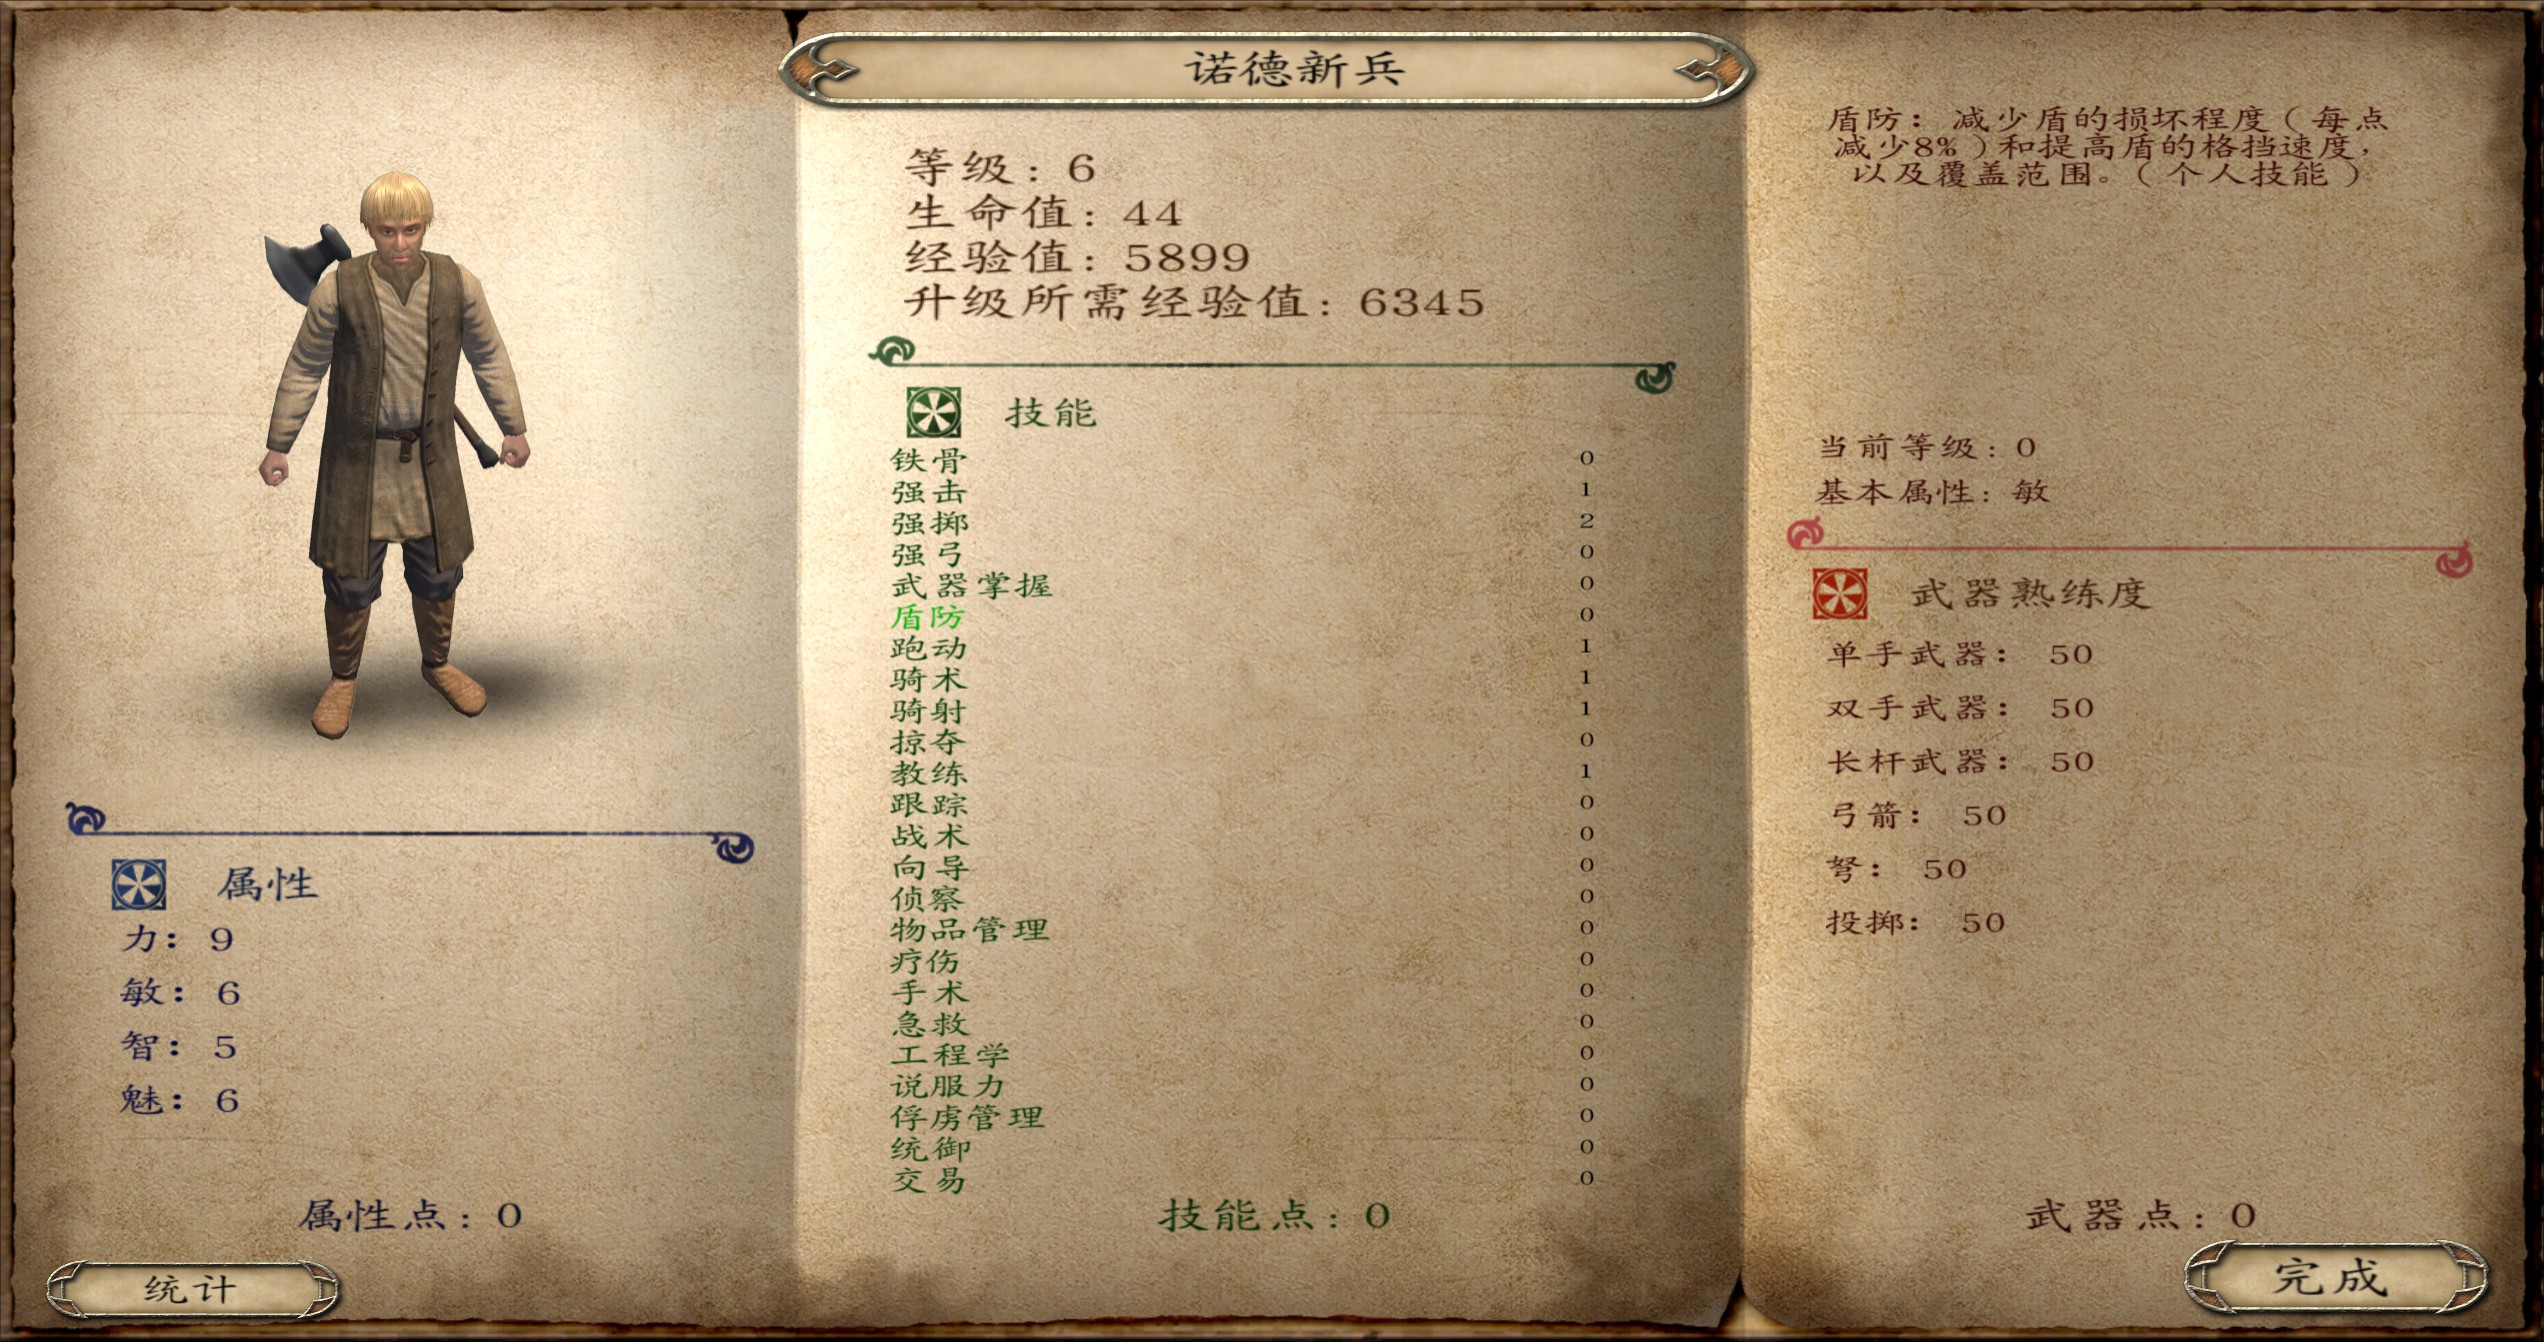 诺德新兵
等级：6
生命值：44
经验值：5899
升级所需经验值：6345
技能
铁骨 0
强击 1
强掷 2
强弓 0
武器掌握 0
盾防 0
跑动 1
骑术 1
骑射 1
掠夺 0
教练 1
跟踪 0
战术 0
向导 0
侦察 0
物品管理 0
疗伤 0
手术 0
急救 0
工程学 0
说服力 0
俘虏管理 0
统御 0
交易 0
技能点：0
属性
力：9
敏：6
智：5
魅：6
属性点：0
统计
盾防：减少盾的损坏程度（每点
减少8%）和提高盾的格挡速度，
以及覆盖范围。（个人技能）
当前等级：0
基本属性：敏
武器熟练度
单手武器：50
双手武器：50
长杆武器：50
弓箭：50
弩：50
投掷：50
武器点：0
完成